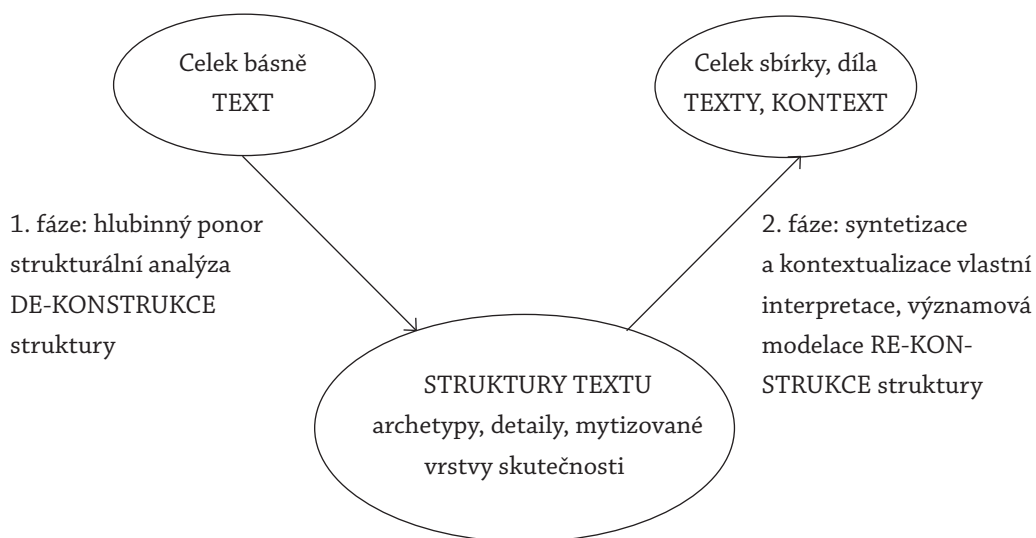 Celek básně
TEXT
Celek sbírky, díla
TEXTY, KONTEXT
1. fáze: hlubinný ponor
strukturální analýza
DE-KONSTRUKCE
struktury
2. fáze: syntetizace
a kontextualizace vlastní
interpretace, významová
modelace RE-KON-
STRUKCE struktury
STRUKTURY TEXTU
archetypy, detaily, mytizované
vrstvy skutečnosti